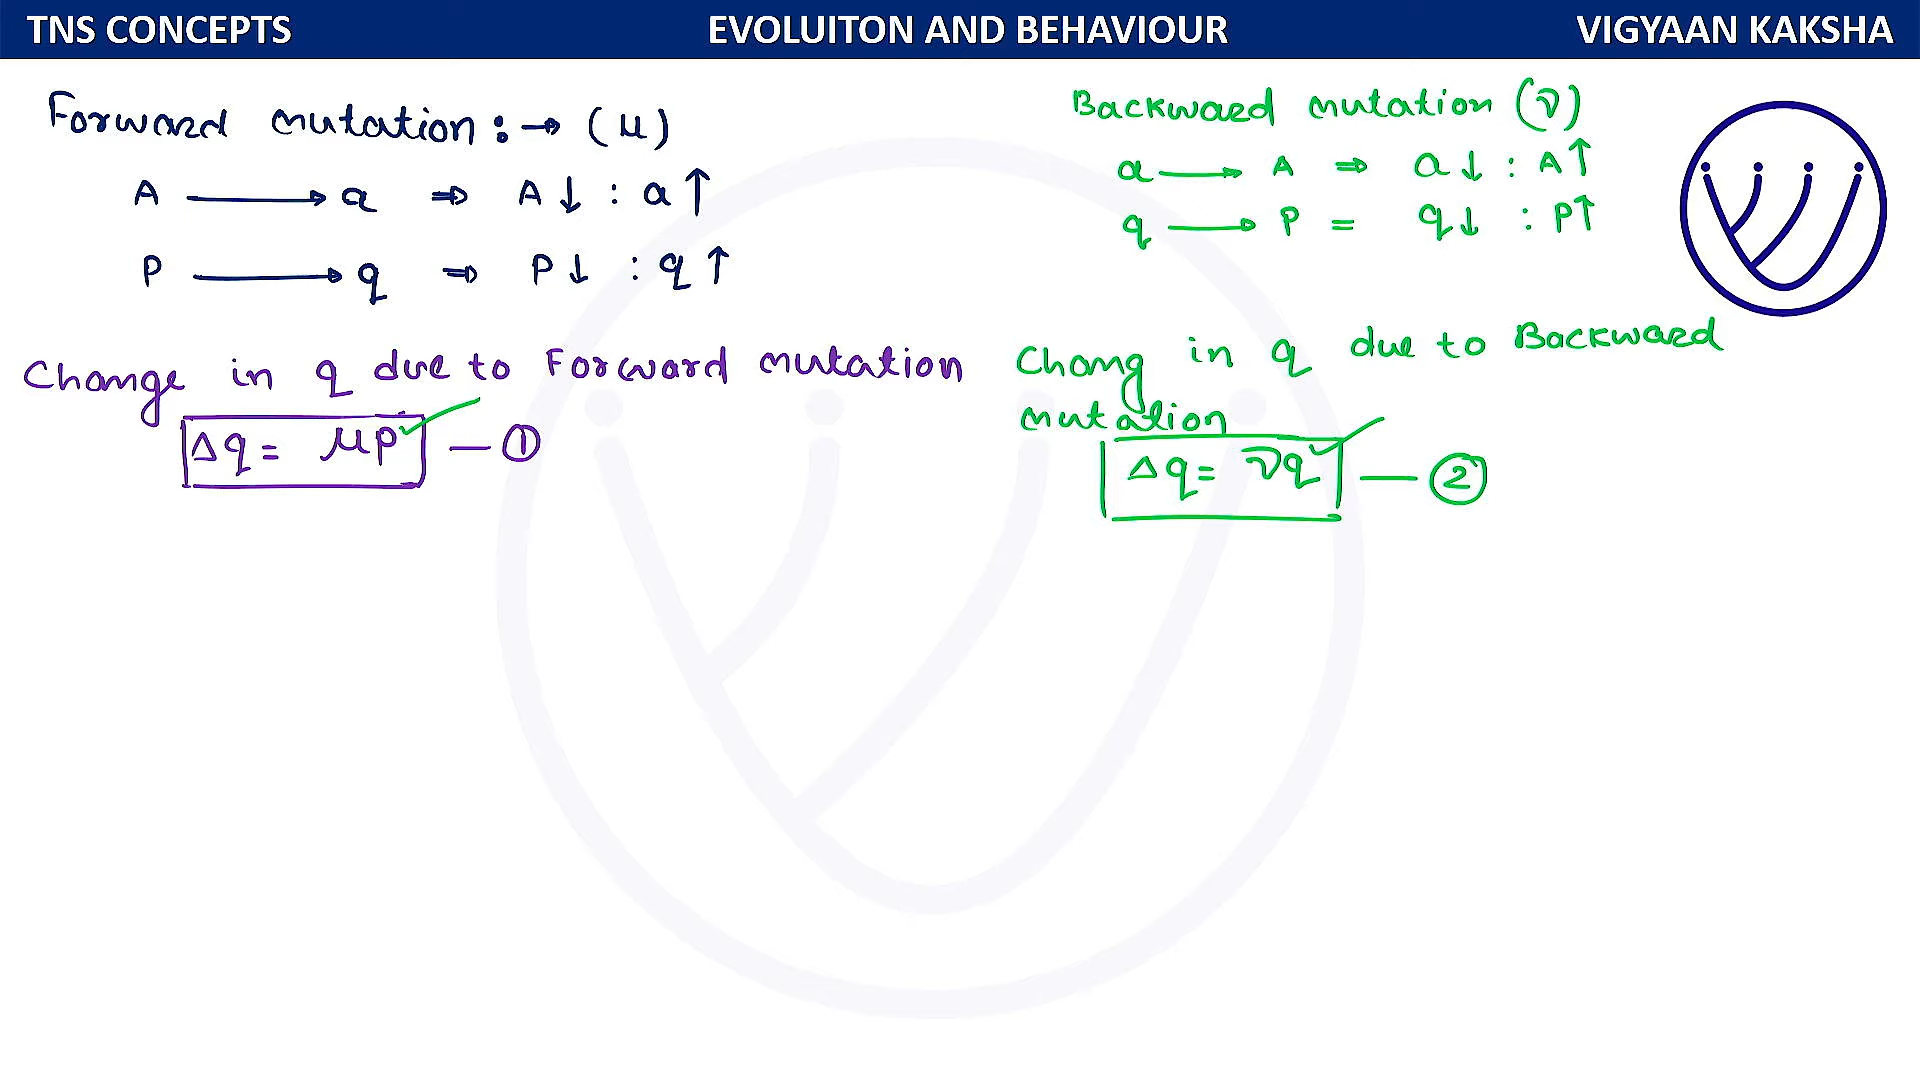 TNS CONCEPTS EVOLUITON AND BEHAVIOUR VIGYAAN KAKSHA
Forward mutation :→ (μ)
A → a ⇒ A↓ : a↑
P → q ⇒ P↓ : q↑
Change in q due to Forward mutation
Δq = μp — ①
Backward mutation (ν)
a → A ⇒ a↓ : A↑
q → P = q↓ : P↑
Chang in q due to Backward
mutation
Δq = νq — ②